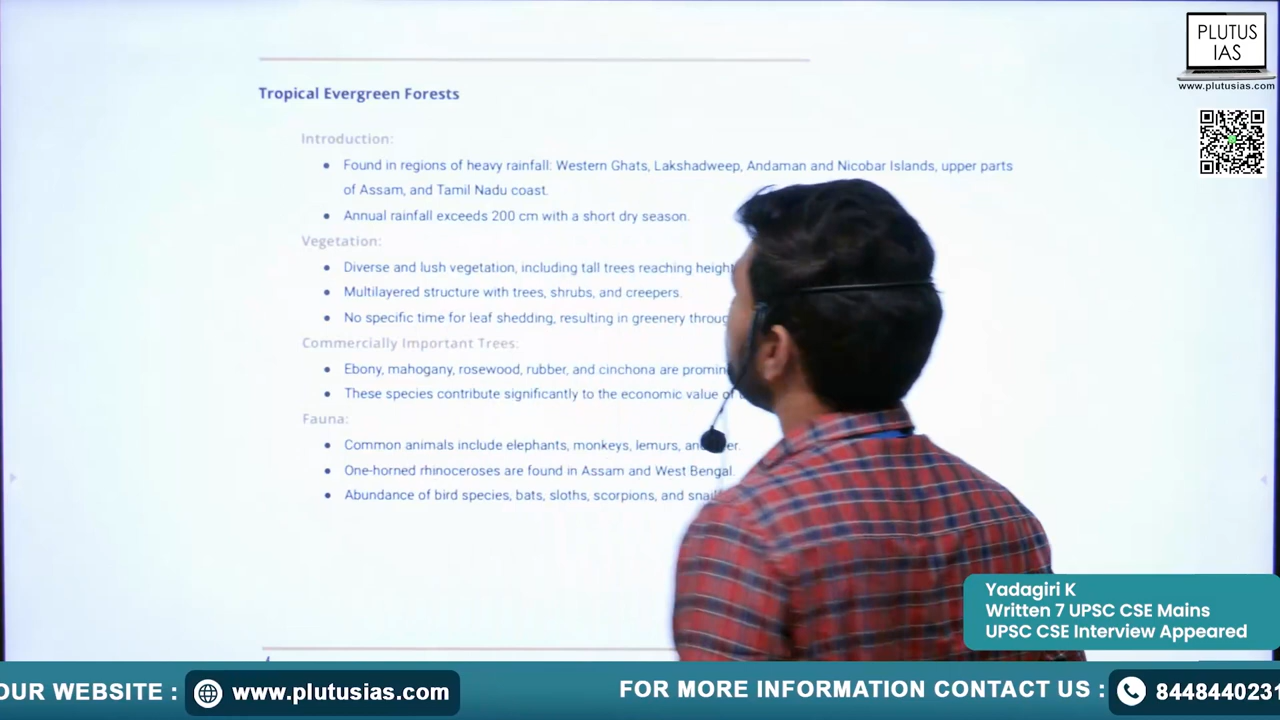 PLUTUS
IAS
www.plutusias.com
Tropical Evergreen Forests
Introduction:
Found in regions of heavy rainfall: Western Ghats, Lakshadweep, Andaman and Nicobar Islands, upper parts
of Assam, and Tamil Nadu coast.
Annual rainfall exceeds 200 cm with a short dry season.
Vegetation:
Diverse and lush vegetation, including tall trees reaching
Multilayered structure with trees, shrubs, and creepers.
No specific time for leaf shedding, resulting in greenery
Commercially Important Trees:
Ebony, mahogany, rosewood, rubber, and cinchona are
These species contribute significantly to the economic value
Fauna:
Common animals include elephants, monkeys, lemurs,
One-horned rhinoceroses are found in Assam and West Bengal.
Abundance of bird species, bats, sloths, scorpions, and
Yadagiri K
Written 7 UPSC CSE Mains
UPSC CSE Interview Appeared
OUR WEBSITE : www.plutusias.com FOR MORE INFORMATION CONTACT US : 8448440231